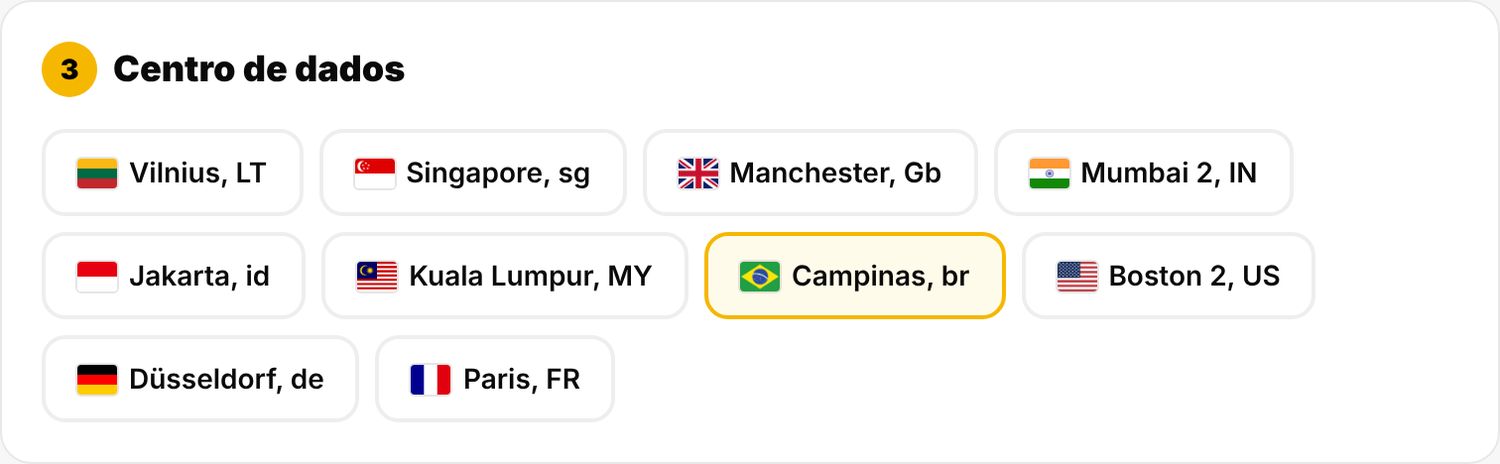 3 Centro de dados
Vilnius, LT Singapore, sg Manchester, Gb Mumbai 2, IN
Jakarta, id Kuala Lumpur, MY Campinas, br Boston 2, US
Düsseldorf, de Paris, FR